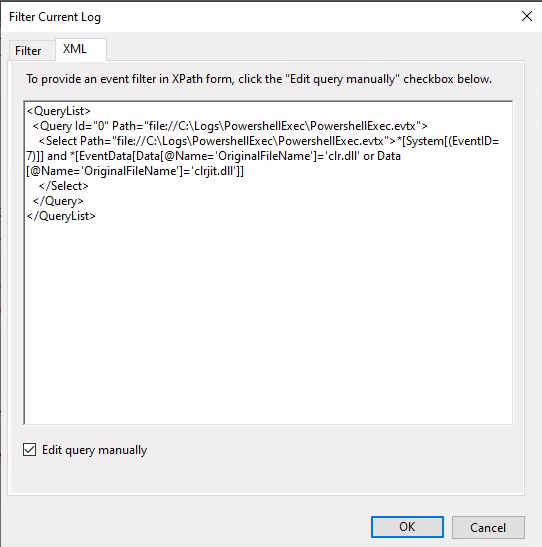 Filter Current Log
Filter
XML
To provide an event filter in XPath form, click the "Edit query manually" checkbox below.
<QueryList>
<Query Id="0" Path="file://C:\Logs\PowershellExec\PowershellExec.evtx">
<Select Path="file://C:\Logs\PowershellExec\PowershellExec.evtx">*[System[(EventID=
7)]] and *[EventData[Data[@Name='OriginalFileName']='clr.dll' or Data
[@Name='OriginalFileName']='clrjit.dll']]
</Select>
</Query>
</QueryList>
Edit query manually
OK
Cancel